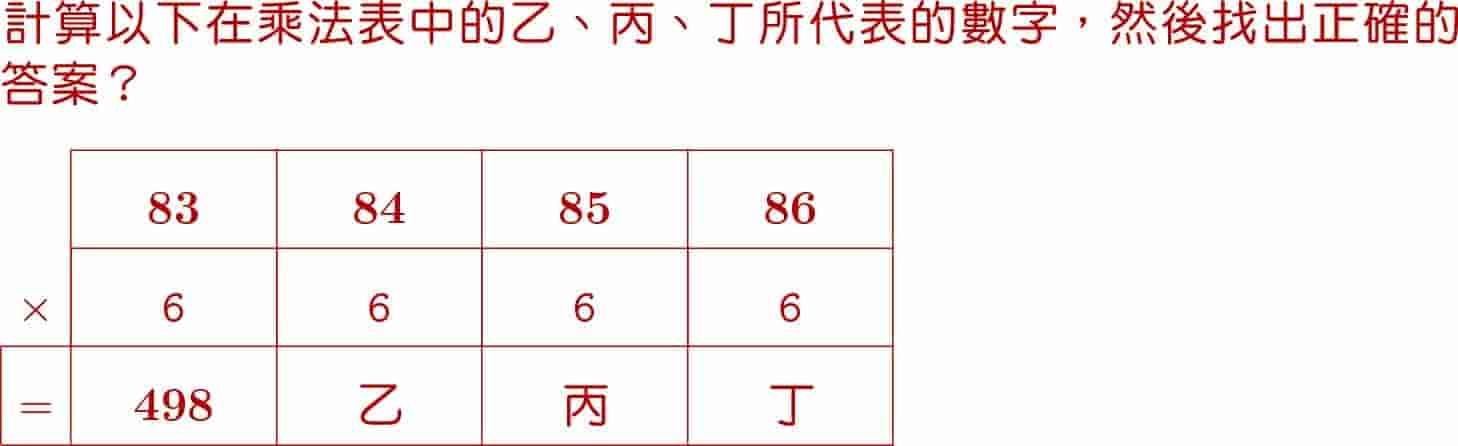 計算以下在乘法表中的乙、丙、丁所代表的數字，然後找出正確的
答案？
83 84 85 86
× 6 6 6 6
= 498 乙 丙 丁